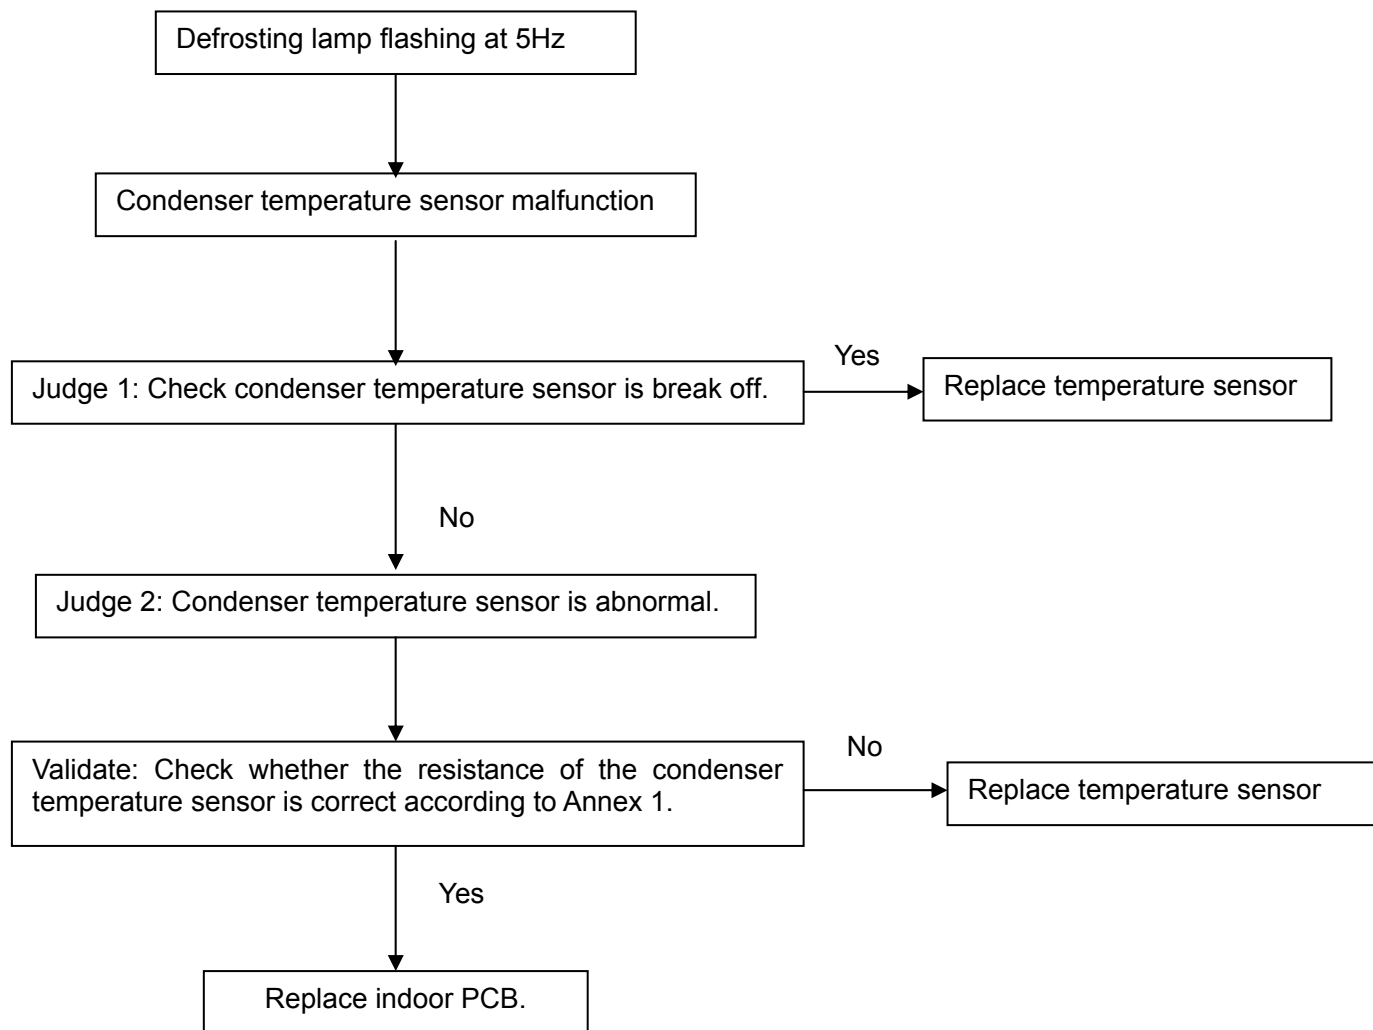 Defrosting lamp flashing at 5Hz
Condenser temperature sensor malfunction
Yes
Judge 1: Check condenser temperature sensor is break off.
Replace temperature sensor
No
Judge 2: Condenser temperature sensor is abnormal.
No
Validate: Check whether the resistance of the condenser
temperature sensor is correct according to Annex 1.
Replace temperature sensor
Yes
Replace indoor PCB.